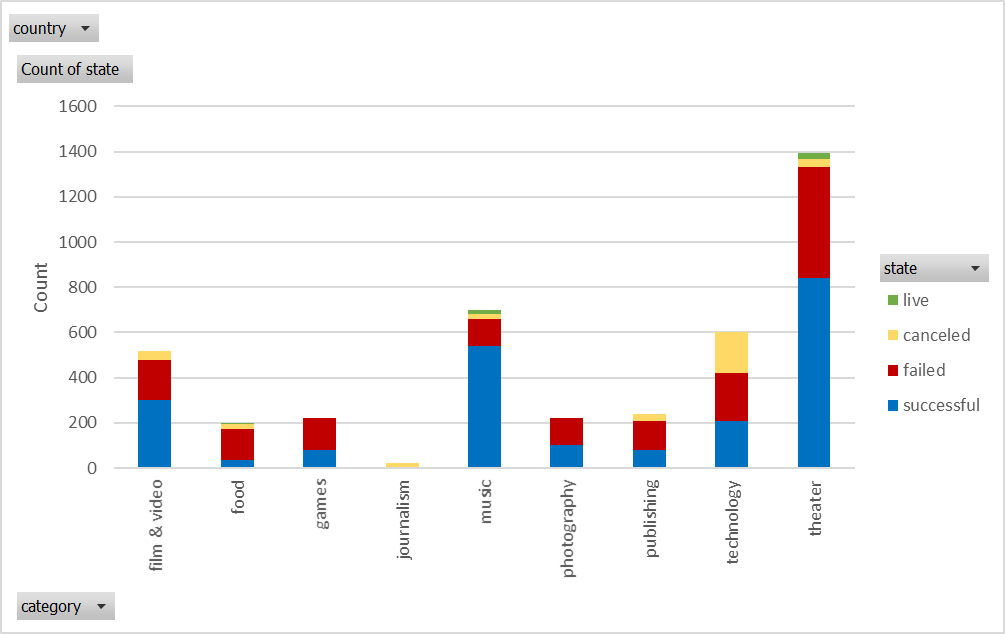 country
Count of state
1600
1400
1200
1000
800
600
400
200
0
Count
film & video
food
games
journalism
music
photography
publishing
technology
theater
state
live
canceled
failed
successful
category